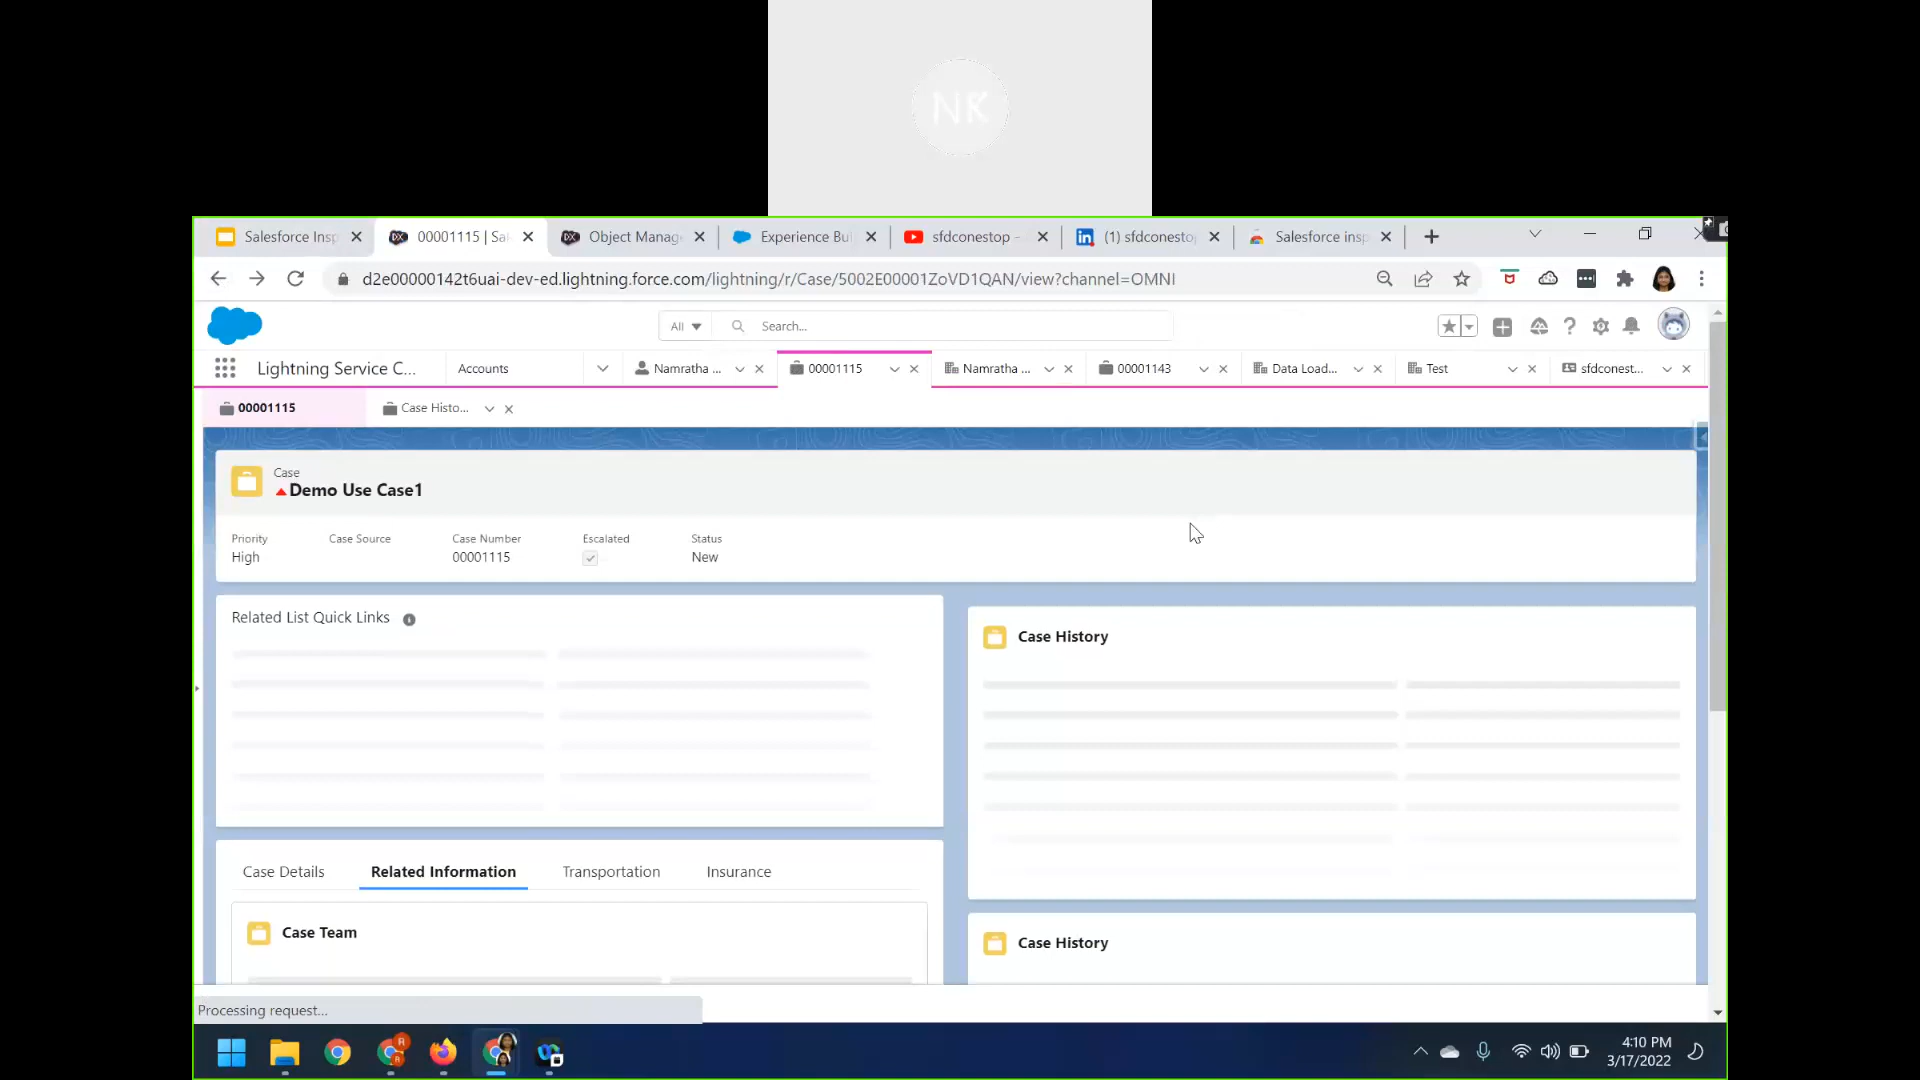 NK
Salesforce Insp
00001115 | Sa
Object Manag
Experience Bui
sfdconestop -
(1) sfdconesto
Salesforce insp
d2e00000142t6uai-dev-ed.lightning.force.com/lightning/r/Case/5002E00001ZoVD1QAN/view?channel=OMNI
All
Search...
Lightning Service C...
Accounts
Namratha ...
00001115
Namratha ...
00001143
Data Load...
Test
sfdconest...
00001115
Case Histo...
Case
Demo Use Case1
Priority
High
Case Source
Case Number
00001115
Escalated
Status
New
Related List Quick Links
Case History
Case Details
Related Information
Transportation
Insurance
Case Team
Case History
Processing request...
4:10 PM
3/17/2022